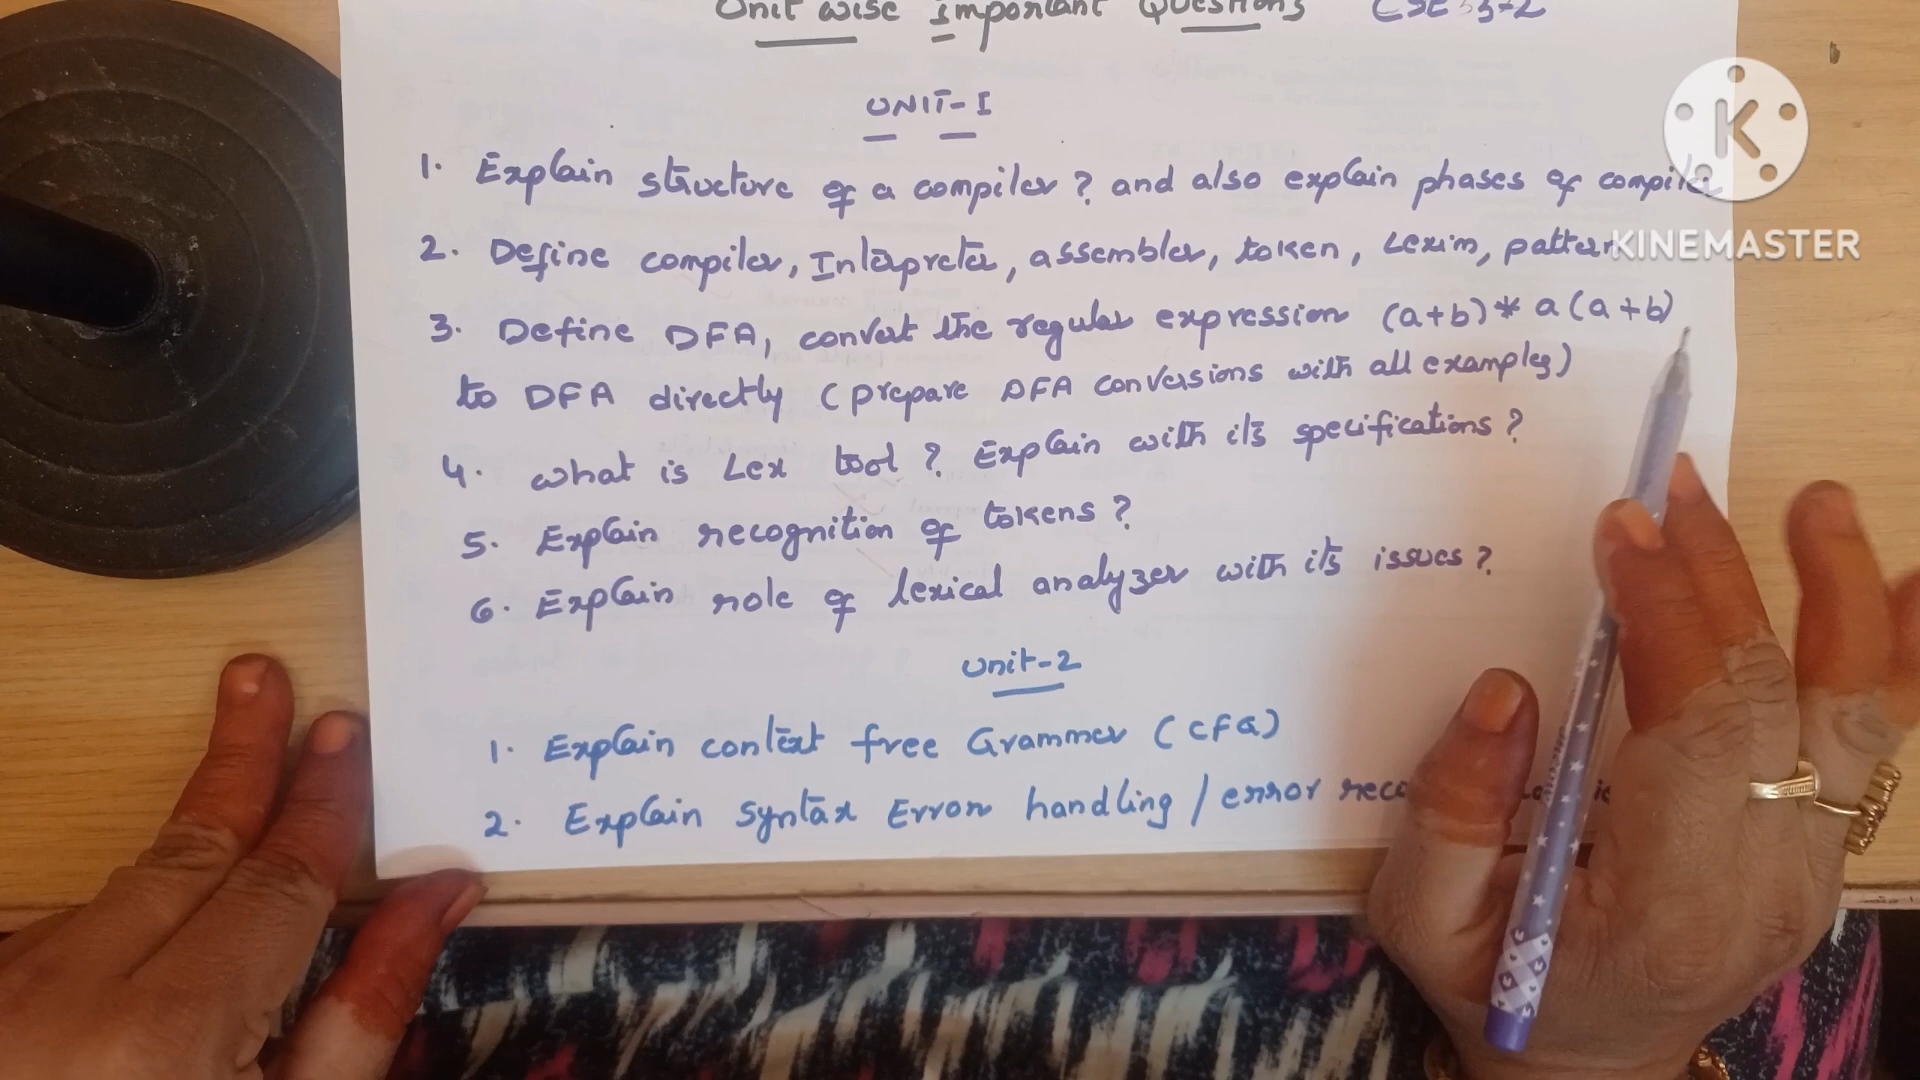 Unit wise important Questions CSE 3-2
UNIT-I
1. Explain structure of a compiler? and also explain phases of compiler
2. Define compiler, Interpreter, assembler, token, Lexim, pattern
3. Define DFA, convert the regular expression (a+b)* a (a+b)
to DFA directly (prepare DFA conversions with all examples)
4. what is Lex tool? Explain with its specifications?
5. Explain recognition of tokens?
6. Explain role of lexical analyzer with its issues?
Unit-2
1. Explain context free Grammer (CFG)
2. Explain syntax Error handling / error
K
KINEMASTER